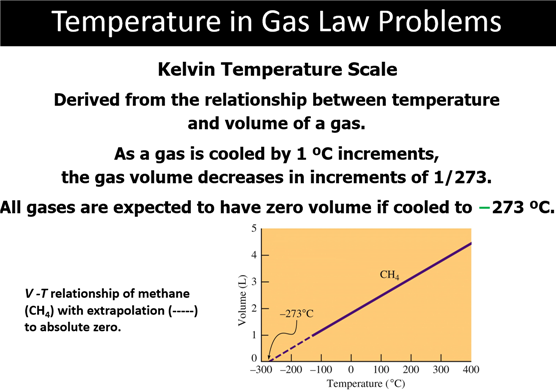 Temperature in Gas Law Problems
Kelvin Temperature Scale
Derived from the relationship between temperature
and volume of a gas.
As a gas is cooled by 1 ºC increments,
the gas volume decreases in increments of 1/273.
All gases are expected to have zero volume if cooled to −273 ºC.
V -T relationship of methane
(CH₄) with extrapolation (-----)
to absolute zero.
Volume (L)
5
4
3
2
1
0
CH₄
−273°C
−300 −200 −100 0 100 200 300 400
Temperature (°C)